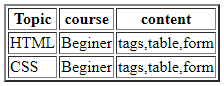 Topic course content
HTML Beginer tags,table,form
CSS Beginer tags,table,form